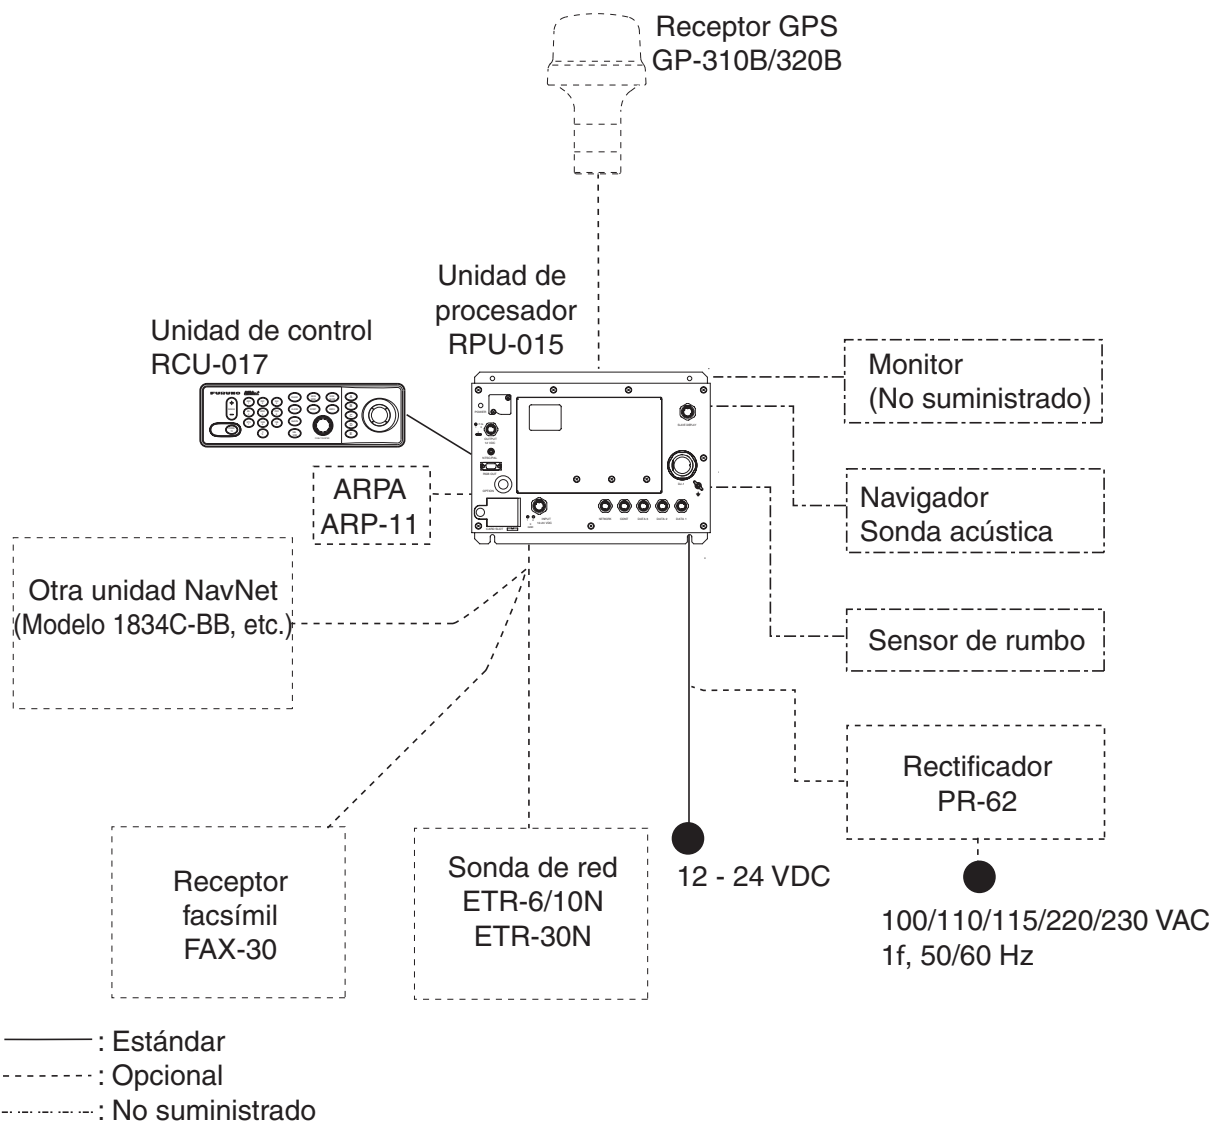 Receptor GPS
GP-310B/320B
Unidad de
procesador
RPU-015
Unidad de control
RCU-017
FURUNO
Monitor
(No suministrado)
ARPA
ARP-11
Navigador
Sonda acústica
Otra unidad NavNet
(Modelo 1834C-BB, etc.)
Sensor de rumbo
Rectificador
PR-62
Receptor
facsímil
FAX-30
Sonda de red
ETR-6/10N
ETR-30N
12 - 24 VDC
100/110/115/220/230 VAC
1f, 50/60 Hz
: Estándar
: Opcional
: No suministrado